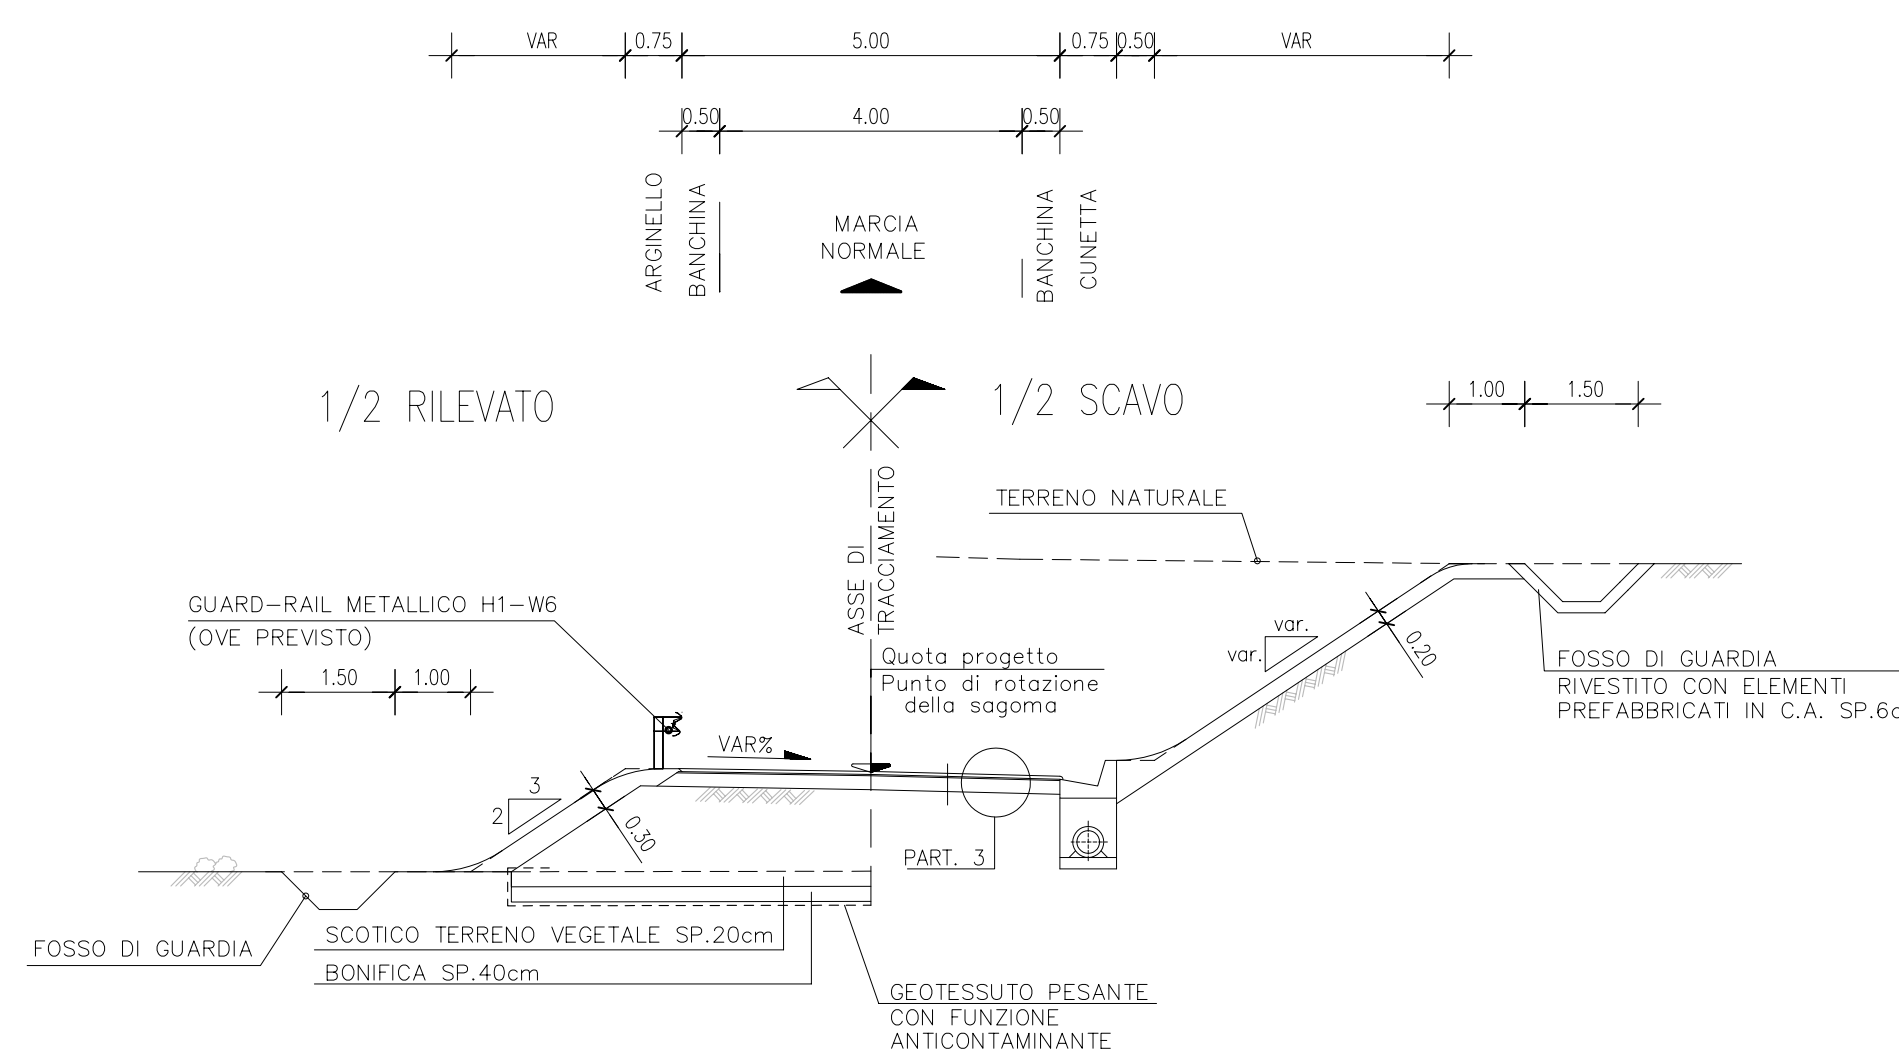 VAR 0.75 5.00 0.75 0.50 VAR
0.50 4.00 0.50
ARGINELLO
BANCHINA
MARCIA
NORMALE
BANCHINA
CUNETTA
1/2 RILEVATO
1/2 SCAVO
1.00 1.50
ASSE DI
TRACCIAMENTO
TERRENO NATURALE
GUARD-RAIL METALLICO H1-W6
(OVE PREVISTO)
1.50 1.00
Quota progetto
Punto di rotazione
della sagoma
var.
var.
0.20
FOSSO DI GUARDIA
RIVESTITO CON ELEMENTI
PREFABBRICATI IN C.A. SP.6c
VAR%
3
2
0.30
PART. 3
FOSSO DI GUARDIA
SCOTICO TERRENO VEGETALE SP.20cm
BONIFICA SP.40cm
GEOTESSUTO PESANTE
CON FUNZIONE
ANTICONTAMINANTE